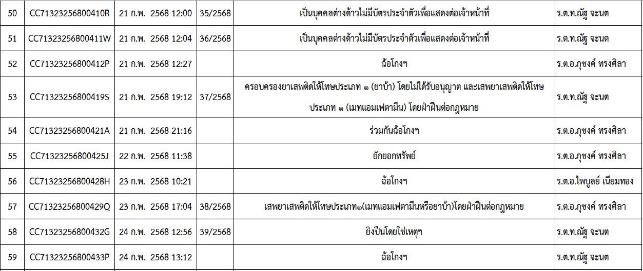 50 CC71323256800410R 21 ก.พ. 2568 12:00 35/2568 เป็นบุคคลต่างด้าวไม่มีบัตรประจำตัวเพื่อแสดงต่อเจ้าหน้าที่ ร.ต.ท.ณัฐ จะนต
51 CC71323256800411W 21 ก.พ. 2568 12:04 36/2568 เป็นบุคคลต่างด้าวไม่มีบัตรประจำตัวเพื่อแสดงต่อเจ้าหน้าที่ ร.ต.ท.ณัฐ จะนต
52 CC71323256800412P 21 ก.พ. 2568 12:27 ฉ้อโกงฯ ร.ต.อ.ภุชงค์ ทรงศิลา
53 CC71323256800419S 21 ก.พ. 2568 19:12 37/2568 ครอบครองยาเสพติดให้โทษประเภท ๑ (ยาบ้า) โดยไม่ได้รับอนุญาต และเสพยาเสพติดให้โทษ
ประเภท ๑ (เมทแอมเฟตามีน) โดยฝ่าฝืนต่อกฎหมาย ร.ต.ท.ณัฐ จะนต
54 CC71323256800421A 21 ก.พ. 2568 21:16 ร่วมกันฉ้อโกงฯ ร.ต.อ.ภุชงค์ ทรงศิลา
55 CC71323256800425J 22 ก.พ. 2568 11:38 ยักยอกทรัพย์ ร.ต.อ.ภุชงค์ ทรงศิลา
56 CC71323256800428H 23 ก.พ. 2568 10:21 ฉ้อโกงฯ ร.ต.อ.ไพบูลย์ เนียมทอง
57 CC71323256800429Q 23 ก.พ. 2568 17:04 38/2568 เสพยาเสพติดให้โทษประเภท๑(เมทแอมเฟตามีนหรือยาบ้า)โดยฝ่าฝืนต่อกฎหมาย ร.ต.อ.ภุชงค์ ทรงศิลา
58 CC71323256800432G 24 ก.พ. 2568 12:56 39/2568 ยิงปืนโดยใช่เหตุฯ ร.ต.ท.ณัฐ จะนต
59 CC71323256800433P 24 ก.พ. 2568 13:12 ฉ้อโกงฯ ร.ต.ท.ณัฐ จะนต